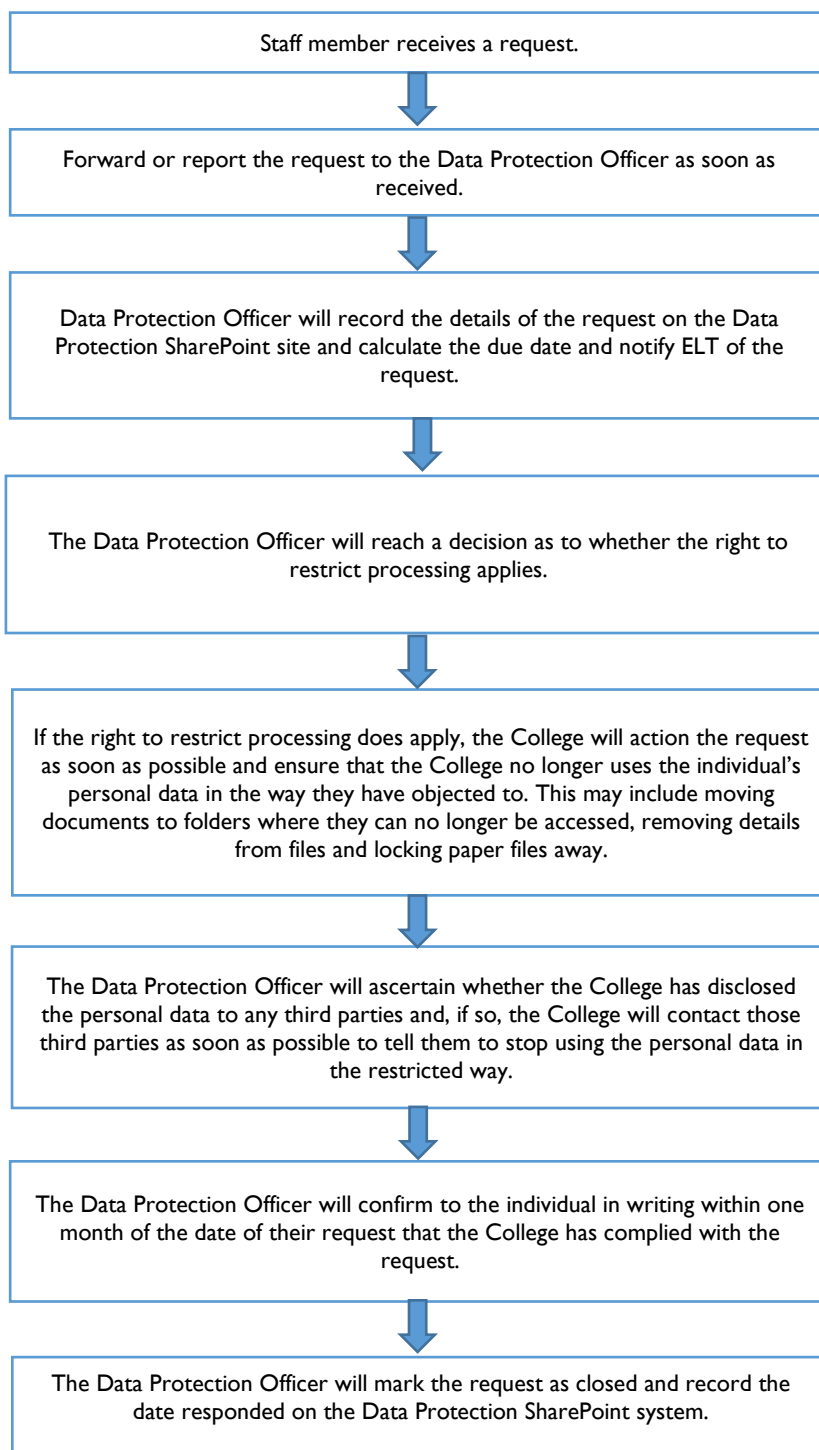 Staff member receives a request.
Forward or report the request to the Data Protection Officer as soon as
received.
Data Protection Officer will record the details of the request on the Data
Protection SharePoint site and calculate the due date and notify ELT of the
request.
The Data Protection Officer will reach a decision as to whether the right to
restrict processing applies.
If the right to restrict processing does apply, the College will action the request
as soon as possible and ensure that the College no longer uses the individual’s
personal data in the way they have objected to. This may include moving
documents to folders where they can no longer be accessed, removing details
from files and locking paper files away.
The Data Protection Officer will ascertain whether the College has disclosed
the personal data to any third parties and, if so, the College will contact those
third parties as soon as possible to tell them to stop using the personal data in
the restricted way.
The Data Protection Officer will confirm to the individual in writing within one
month of the date of their request that the College has complied with the
request.
The Data Protection Officer will mark the request as closed and record the
date responded on the Data Protection SharePoint system.